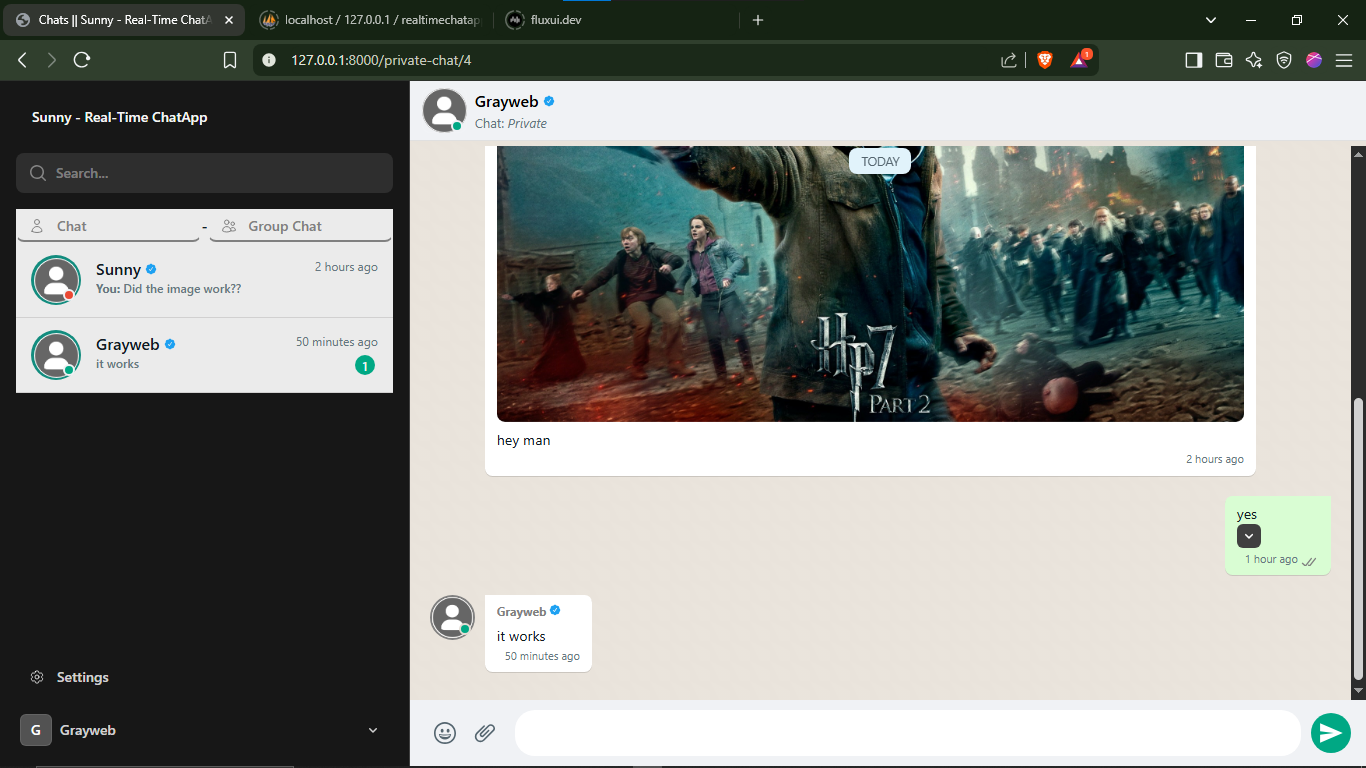 Chats || Sunny - Real-Time ChatA
localhost / 127.0.0.1 / realtimechatap
fluxui.dev
127.0.0.1:8000/private-chat/4
1
Sunny - Real-Time ChatApp
Search...
Chat - Group Chat
Sunny 2 hours ago
You: Did the image work??
Grayweb 50 minutes ago
it works 1
Settings
G Grayweb
Grayweb
Chat: Private
TODAY
HP7
PART 2
hey man
2 hours ago
yes
1 hour ago
Grayweb
it works
50 minutes ago